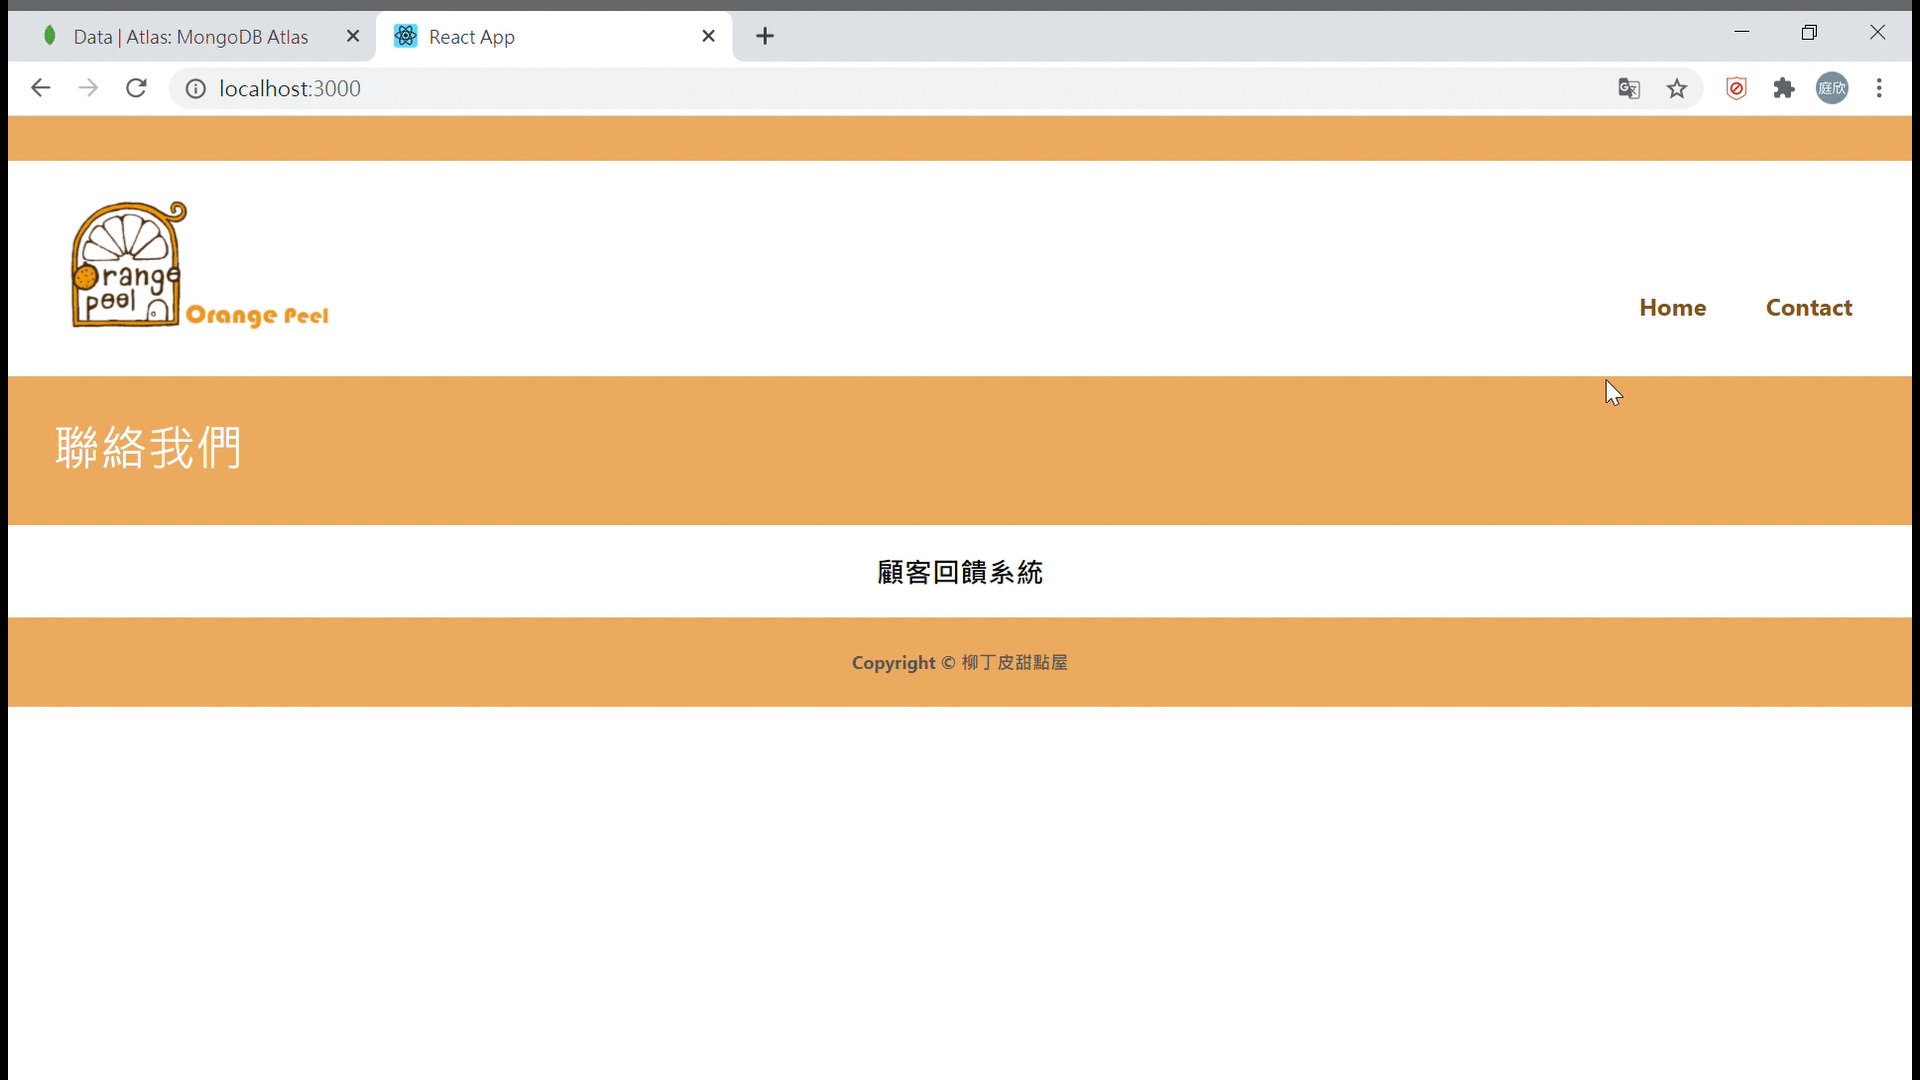 Data | Atlas: MongoDB Atlas
React App
localhost:3000
庭欣
Orange
peel
Orange Peel
Home
Contact
聯絡我們
顧客回饋系統
Copyright © 柳丁皮甜點屋